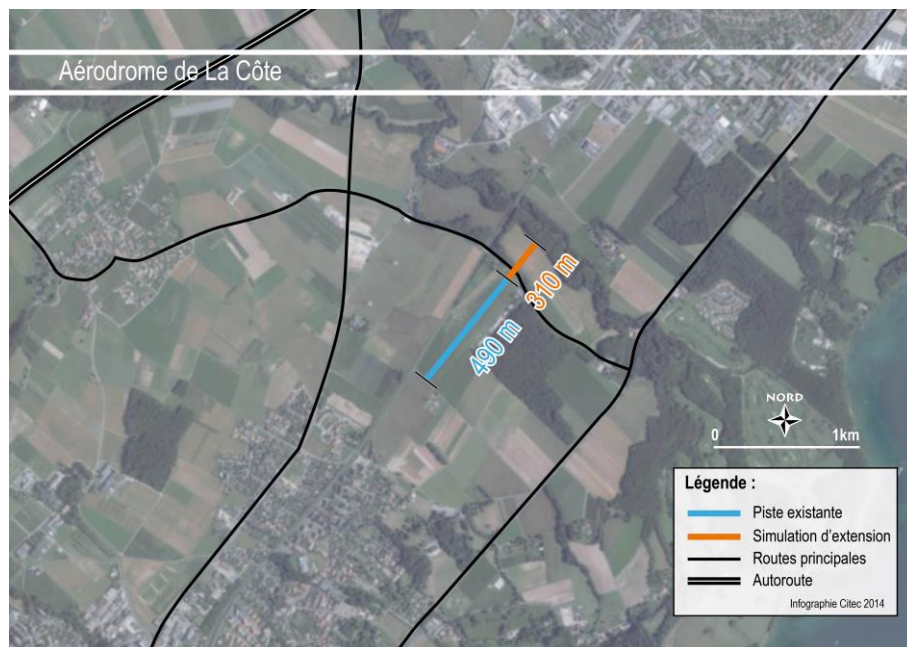 Aérodrome de La Côte
310 m
490 m
NORD
0 1km
Légende :
Piste existante
Simulation d'extension
Routes principales
Autoroute
Infographie Citec 2014